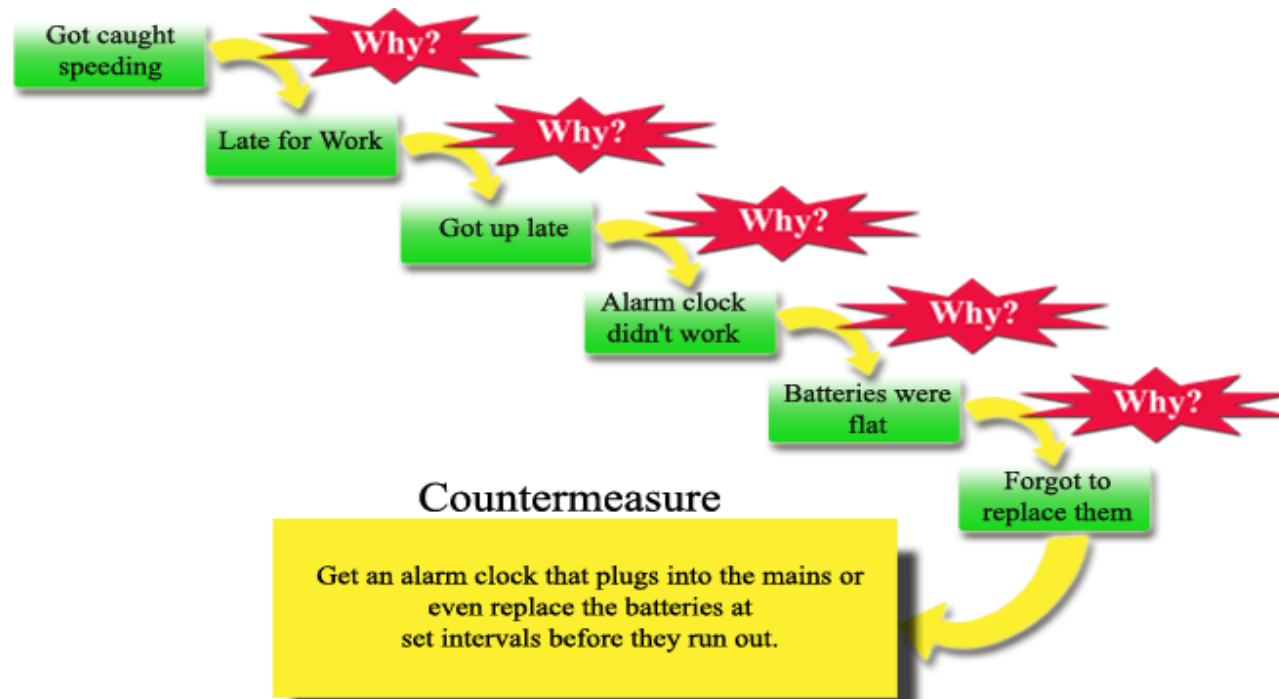 Got caught
speeding
Why?
Late for Work
Why?
Got up late
Why?
Alarm clock
didn't work
Why?
Batteries were
flat
Why?
Forgot to
replace them
Countermeasure
Get an alarm clock that plugs into the mains or
even replace the batteries at
set intervals before they run out.